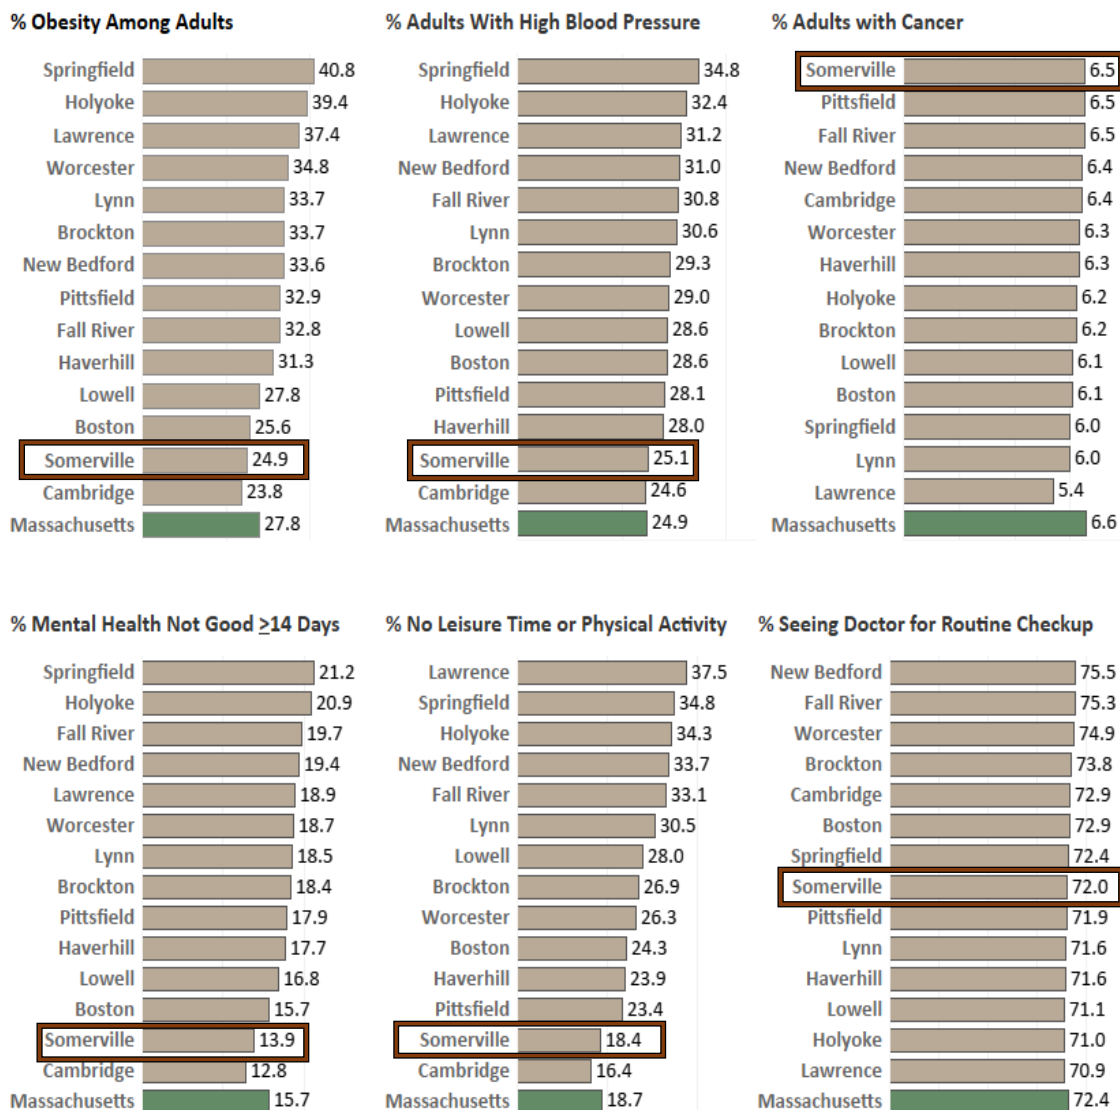 % Obesity Among Adults
Springfield 40.8
Holyoke 39.4
Lawrence 37.4
Worcester 34.8
Lynn 33.7
Brockton 33.7
New Bedford 33.6
Pittsfield 32.9
Fall River 32.8
Haverhill 31.3
Lowell 27.8
Boston 25.6
Somerville 24.9
Cambridge 23.8
Massachusetts 27.8
% Adults With High Blood Pressure
Springfield 34.8
Holyoke 32.4
Lawrence 31.2
New Bedford 31.0
Fall River 30.8
Lynn 30.6
Brockton 29.3
Worcester 29.0
Lowell 28.6
Boston 28.6
Pittsfield 28.1
Haverhill 28.0
Somerville 25.1
Cambridge 24.6
Massachusetts 24.9
% Adults with Cancer
Somerville 6.5
Pittsfield 6.5
Fall River 6.5
New Bedford 6.4
Cambridge 6.4
Worcester 6.3
Haverhill 6.3
Holyoke 6.2
Brockton 6.2
Lowell 6.1
Boston 6.1
Springfield 6.0
Lynn 6.0
Lawrence 5.4
Massachusetts 6.6
% Mental Health Not Good ≥14 Days
Springfield 21.2
Holyoke 20.9
Fall River 19.7
New Bedford 19.4
Lawrence 18.9
Worcester 18.7
Lynn 18.5
Brockton 18.4
Pittsfield 17.9
Haverhill 17.7
Lowell 16.8
Boston 15.7
Somerville 13.9
Cambridge 12.8
Massachusetts 15.7
% No Leisure Time or Physical Activity
Lawrence 37.5
Springfield 34.8
Holyoke 34.3
New Bedford 33.7
Fall River 33.1
Lynn 30.5
Lowell 28.0
Brockton 26.9
Worcester 26.3
Boston 24.3
Haverhill 23.9
Pittsfield 23.4
Somerville 18.4
Cambridge 16.4
Massachusetts 18.7
% Seeing Doctor for Routine Checkup
New Bedford 75.5
Fall River 75.3
Worcester 74.9
Brockton 73.8
Cambridge 72.9
Boston 72.9
Springfield 72.4
Somerville 72.0
Pittsfield 71.9
Lynn 71.6
Haverhill 71.6
Lowell 71.1
Holyoke 71.0
Lawrence 70.9
Massachusetts 72.4